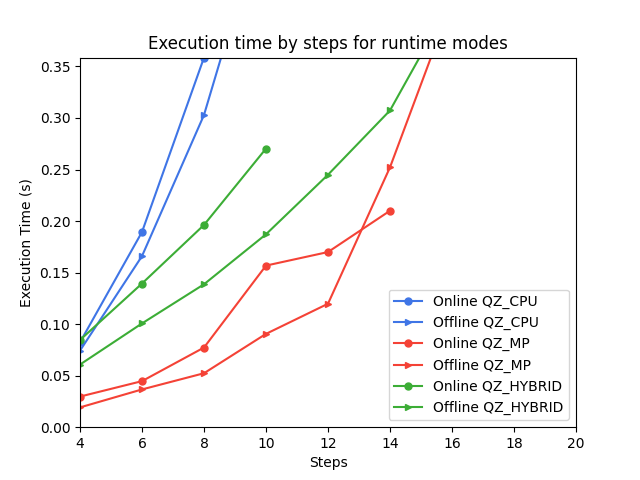 Execution time by steps for runtime modes
Execution Time (s)
0.35
0.30
0.25
0.20
0.15
0.10
0.05
0.00
4 6 8 10 12 14 16 18 20
Steps
Online QZ_CPU
Offline QZ_CPU
Online QZ_MP
Offline QZ_MP
Online QZ_HYBRID
Offline QZ_HYBRID